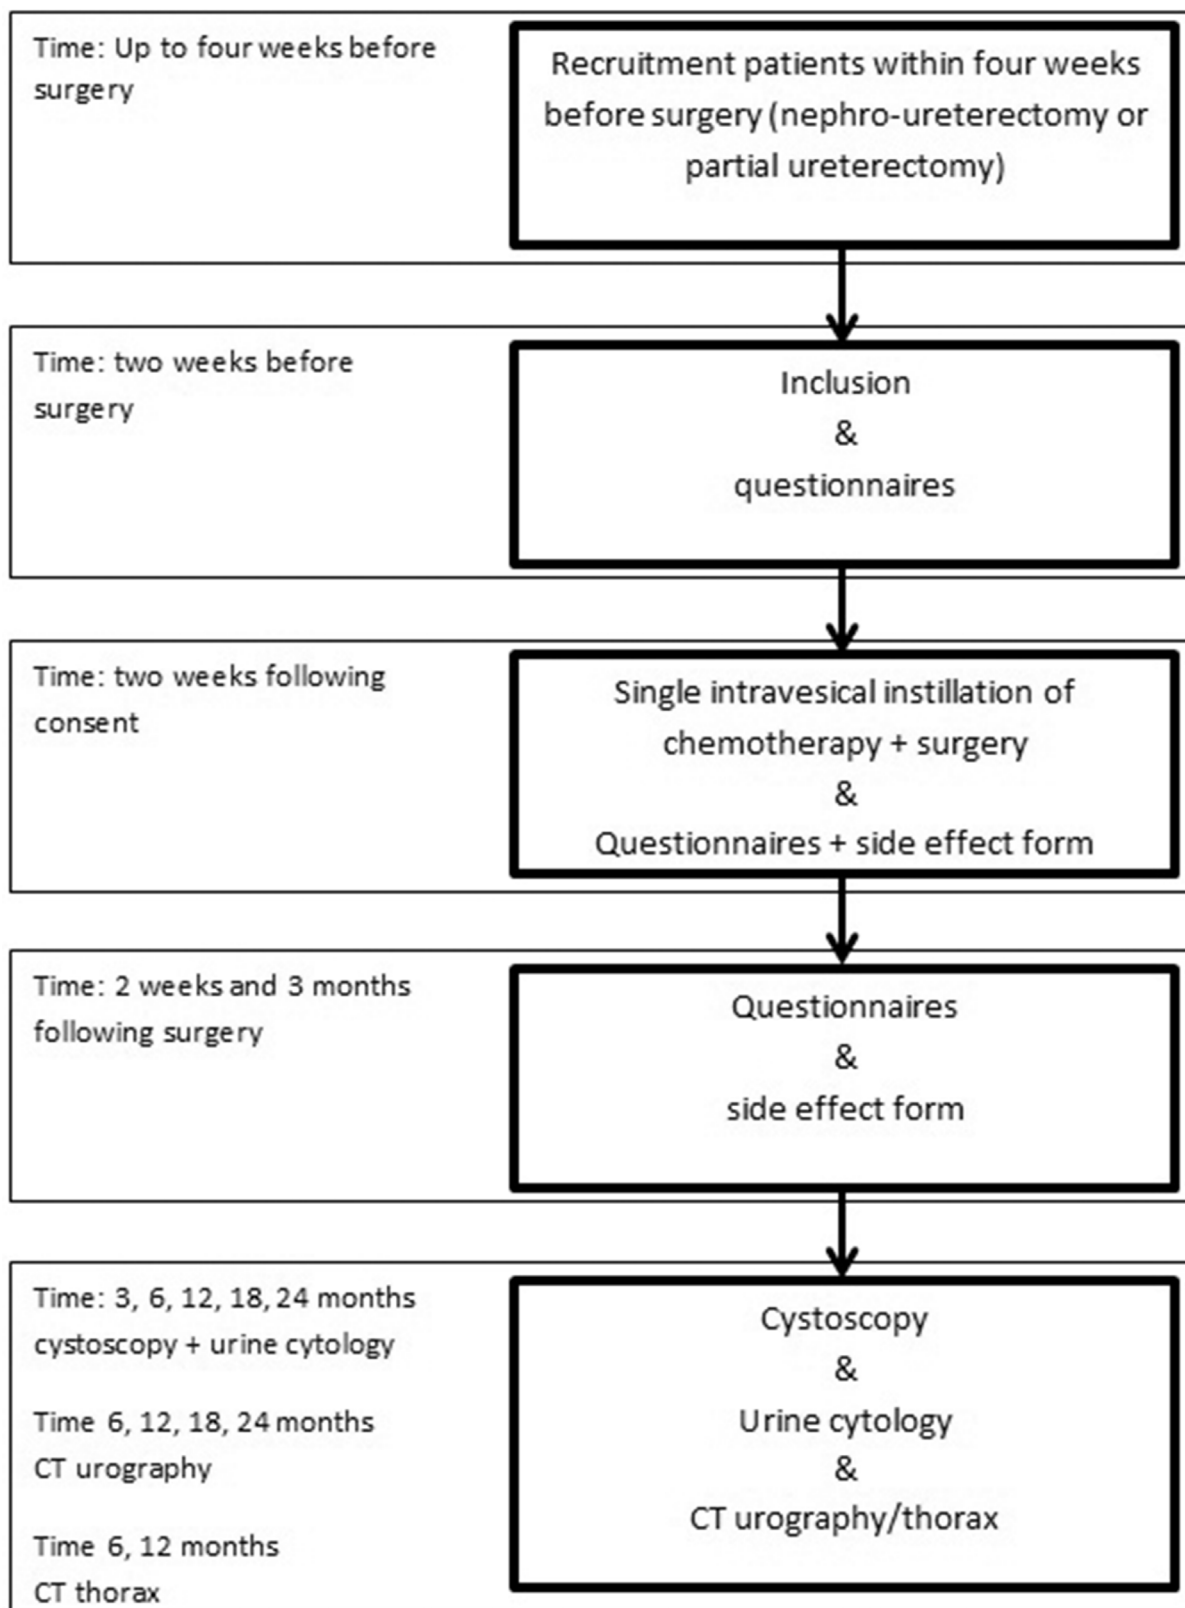 Time: Up to four weeks before
surgery
Recruitment patients within four weeks
before surgery (nephro-ureterectomy or
partial ureterectomy)
Time: two weeks before
surgery
Inclusion
&
questionnaires
Time: two weeks following
consent
Single intravesical instillation of
chemotherapy + surgery
&
Questionnaires + side effect form
Time: 2 weeks and 3 months
following surgery
Questionnaires
&
side effect form
Time: 3, 6, 12, 18, 24 months
cystoscopy + urine cytology
Time 6, 12, 18, 24 months
CT urography
Time 6, 12 months
CT thorax
Cystoscopy
&
Urine cytology
&
CT urography/thorax